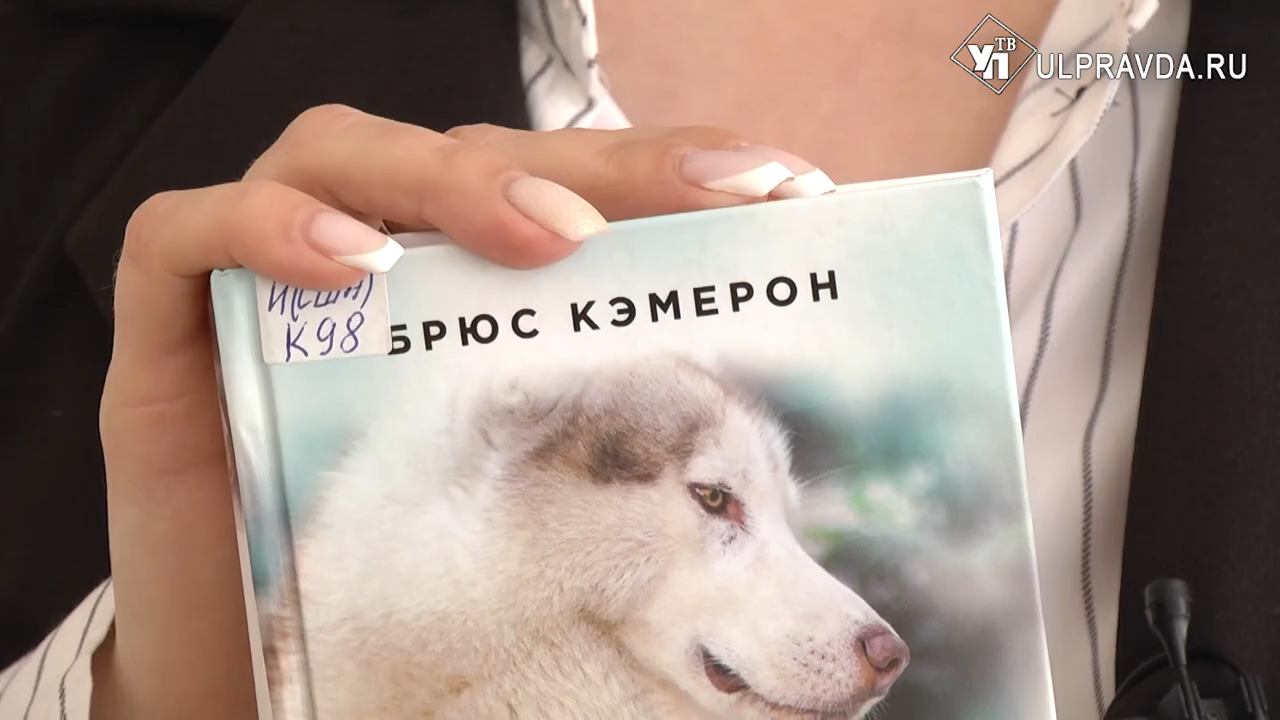 ТВ
УП
ULPRAVDA.RU
И(США)
К98
БРЮС КЭМЕРОН